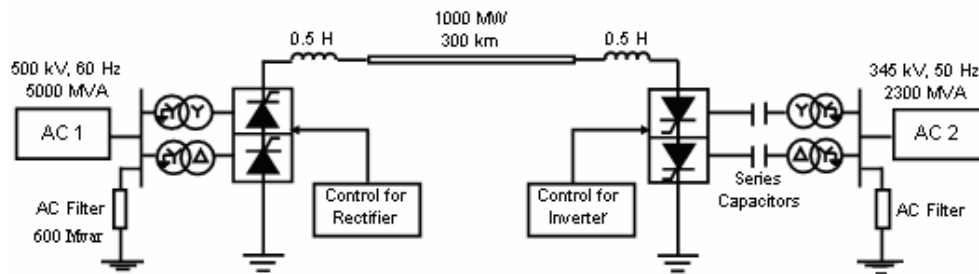 1000 MW
300 km
0.5 H
0.5 H
500 kV, 60 Hz
5000 MVA
345 kV, 50 Hz
2300 MVA
AC 1
AC 2
Y
Y
Y
Y
Y
Δ
Δ
Y
AC Filter
600 Mvar
Control for
Rectifier
Control for
Inverter
Series
Capacitors
AC Filter